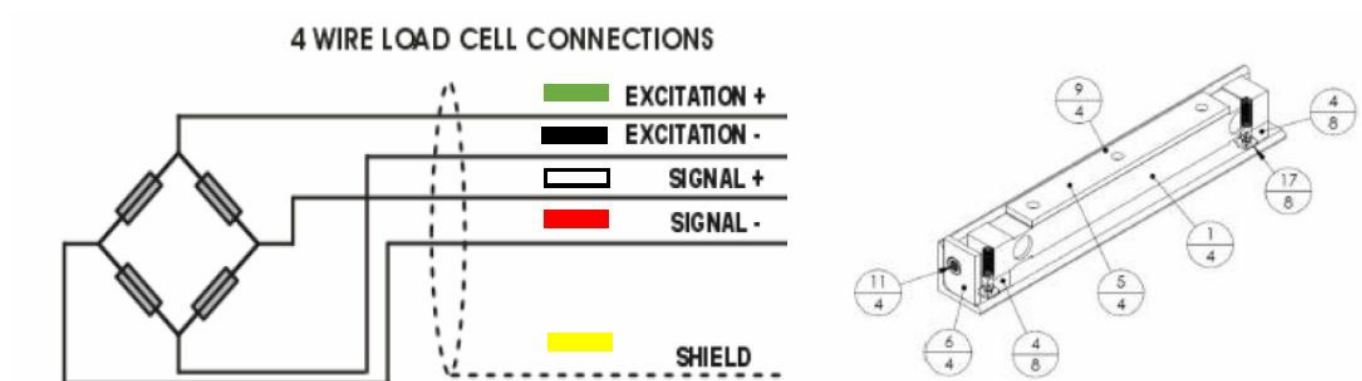 4 WIRE LOAD CELL CONNECTIONS
EXCITATION +
EXCITATION -
SIGNAL +
SIGNAL -
SHIELD
9
4
4
8
17
8
1
4
5
4
11
4
6
4
4
8